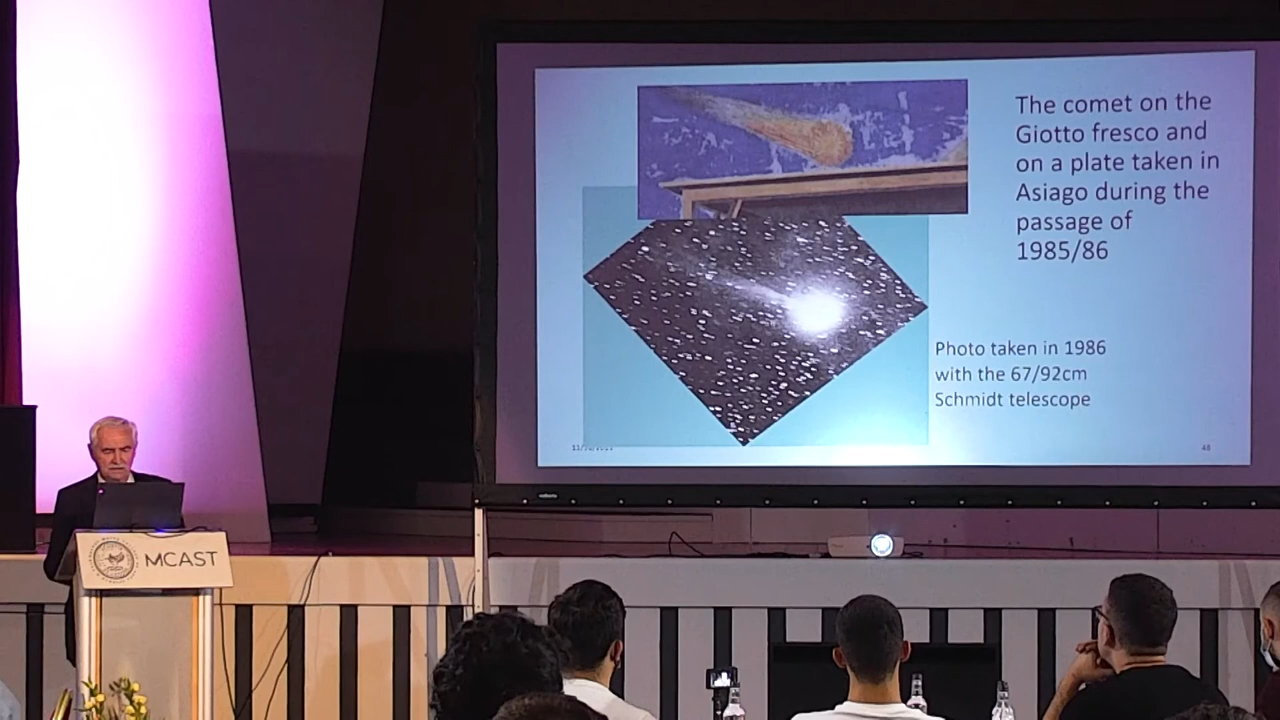 The comet on the
Giotto fresco and
on a plate taken in
Asiago during the
passage of
1985/86
Photo taken in 1986
with the 67/92cm
Schmidt telescope
48
MCAST